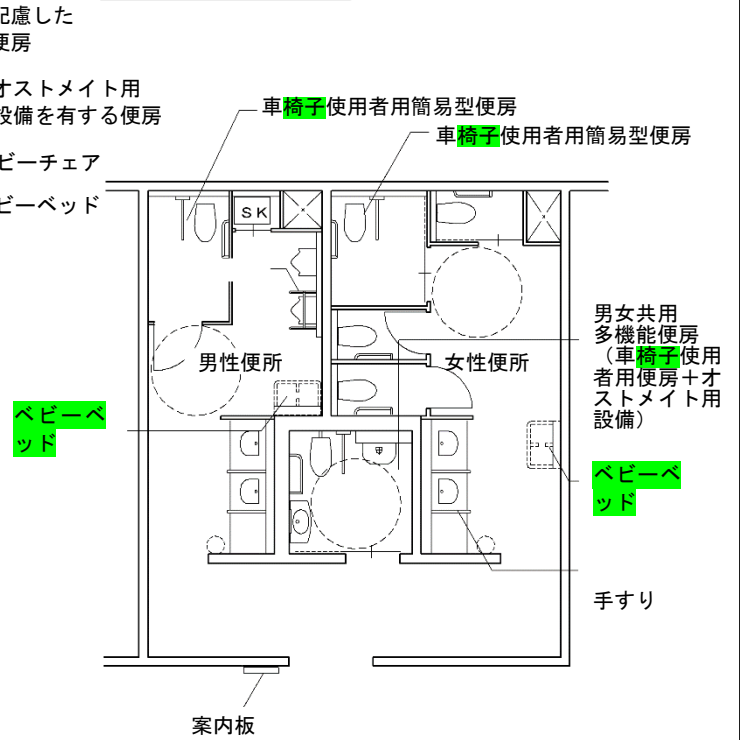 配慮した
便房
オストメイト用
設備を有する便房
ビーチェア
ビーベッド
車椅子使用者用簡易型便房
車椅子使用者用簡易型便房
SK
男女共用
多機能便房
（車椅子使用
者用便房＋オ
ストメイト用
設備）
男性便所
女性便所
ベビーベ
ッド
ベビーベ
ッド
手すり
案内板